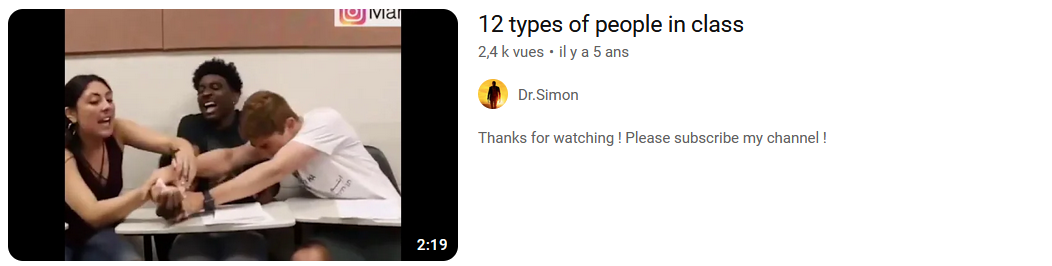 Mar
12 types of people in class
2,4 k vues • il y a 5 ans
Dr.Simon
Thanks for watching ! Please subscribe my channel !
2:19